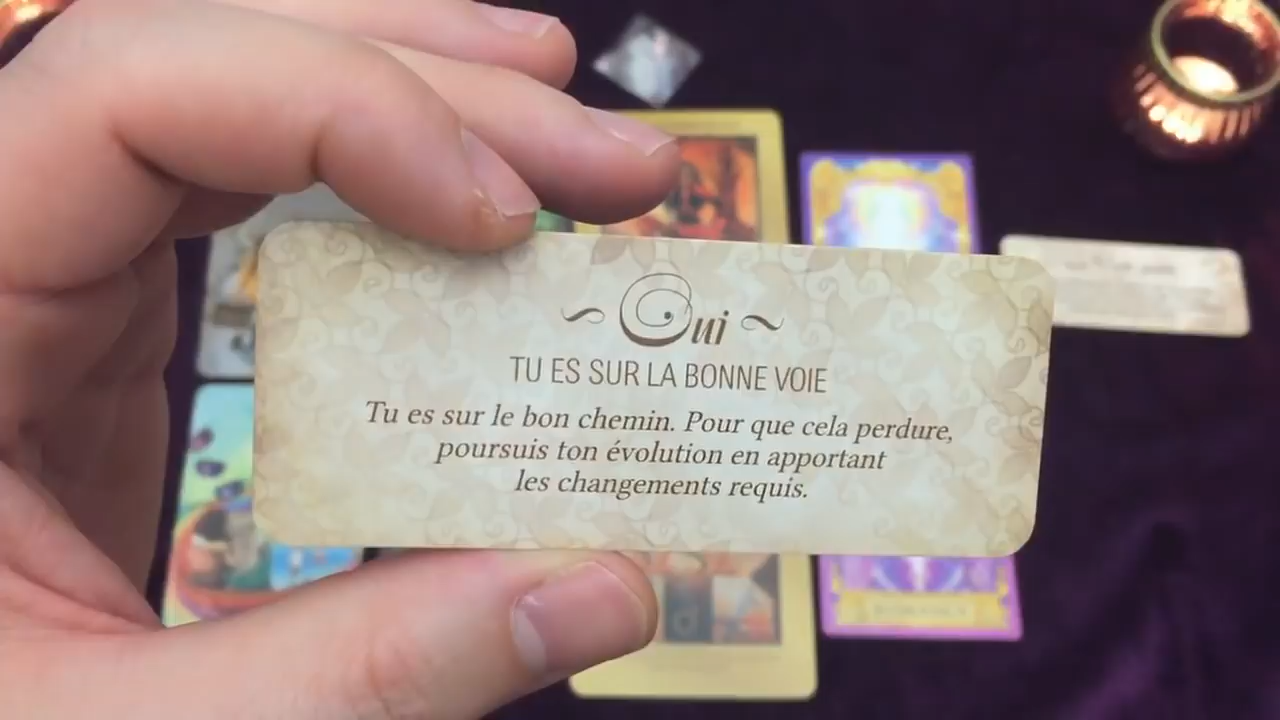 Oui
TU ES SUR LA BONNE VOIE
Tu es sur le bon chemin. Pour que cela perdure,
poursuis ton évolution en apportant
les changements requis.